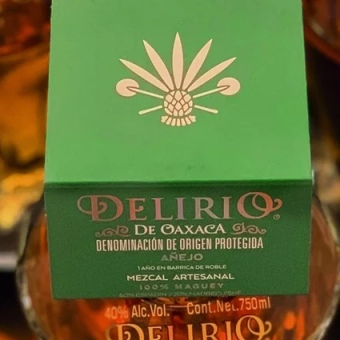 DELIRIO®
DE OAXACA
DENOMINACIÓN DE ORIGEN PROTEGIDA
AÑEJO
1 AÑO EN BARRICA DE ROBLE
MEZCAL ARTESANAL
100% MAGUEY
40% Alc.Vol. Cont.Net.750ml
DELIRIO